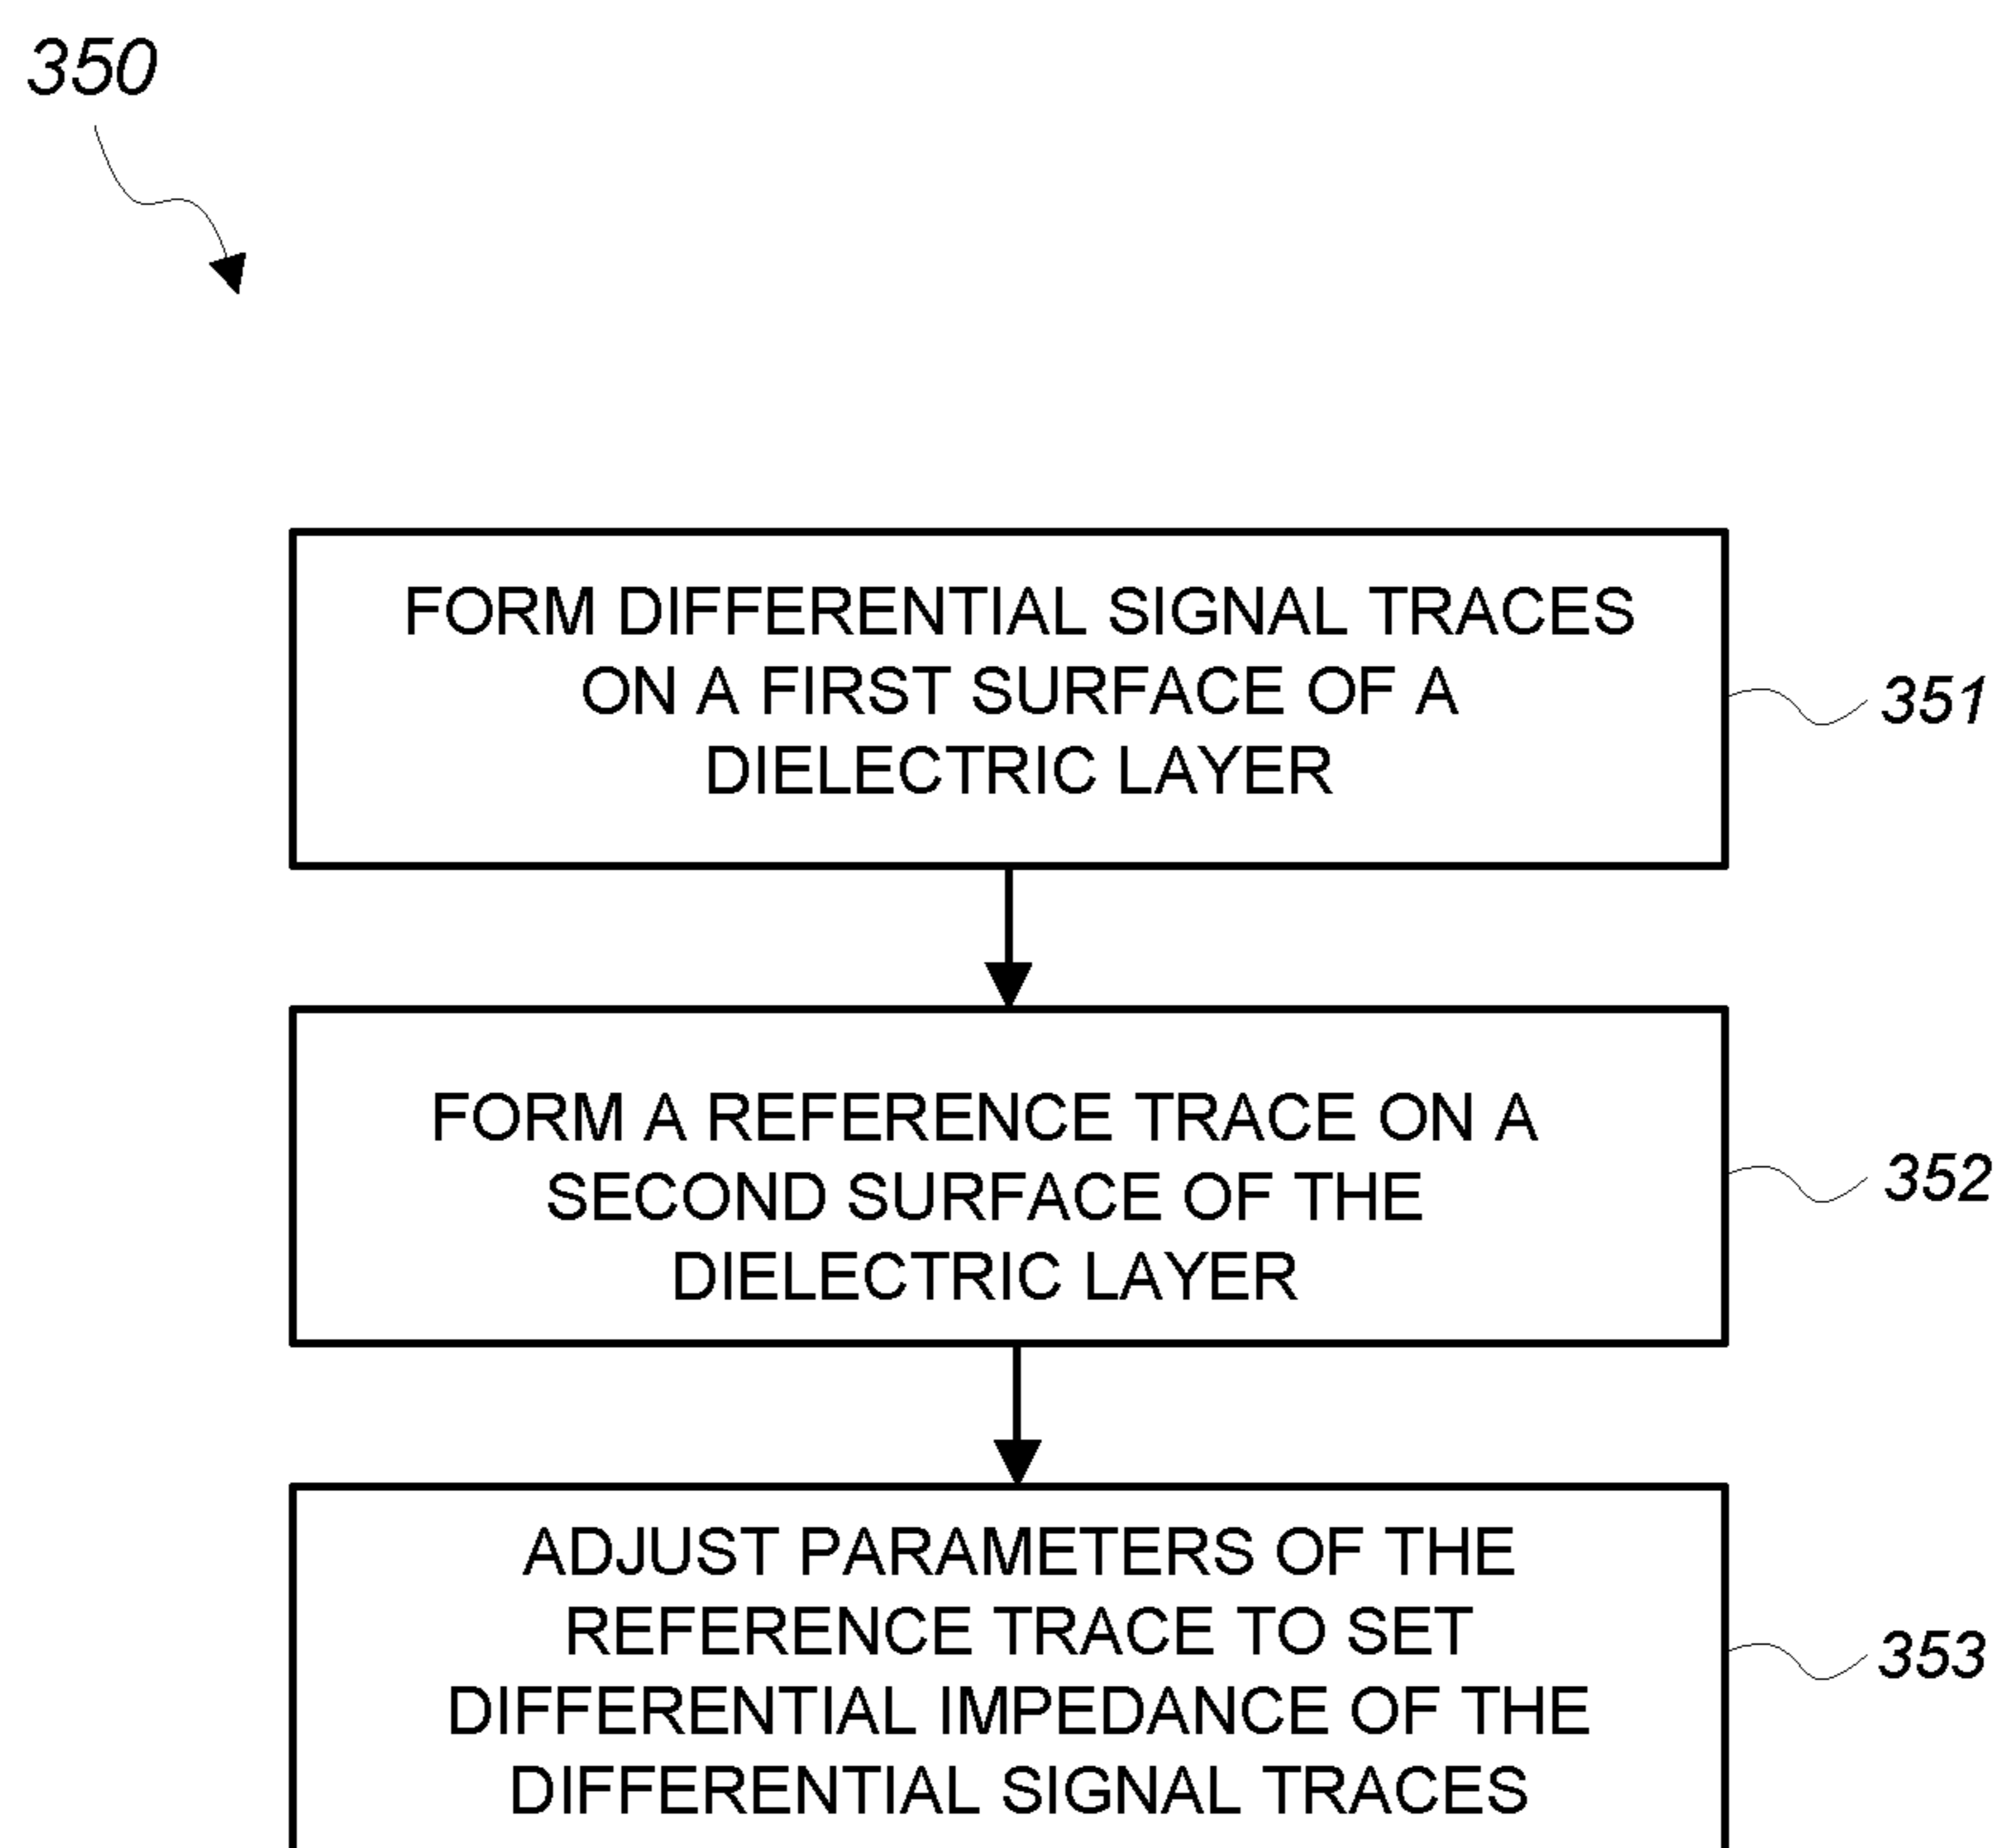 350
FORM DIFFERENTIAL SIGNAL TRACES
ON A FIRST SURFACE OF A
DIELECTRIC LAYER
351
FORM A REFERENCE TRACE ON A
SECOND SURFACE OF THE
DIELECTRIC LAYER
352
ADJUST PARAMETERS OF THE
REFERENCE TRACE TO SET
DIFFERENTIAL IMPEDANCE OF THE
DIFFERENTIAL SIGNAL TRACES
353